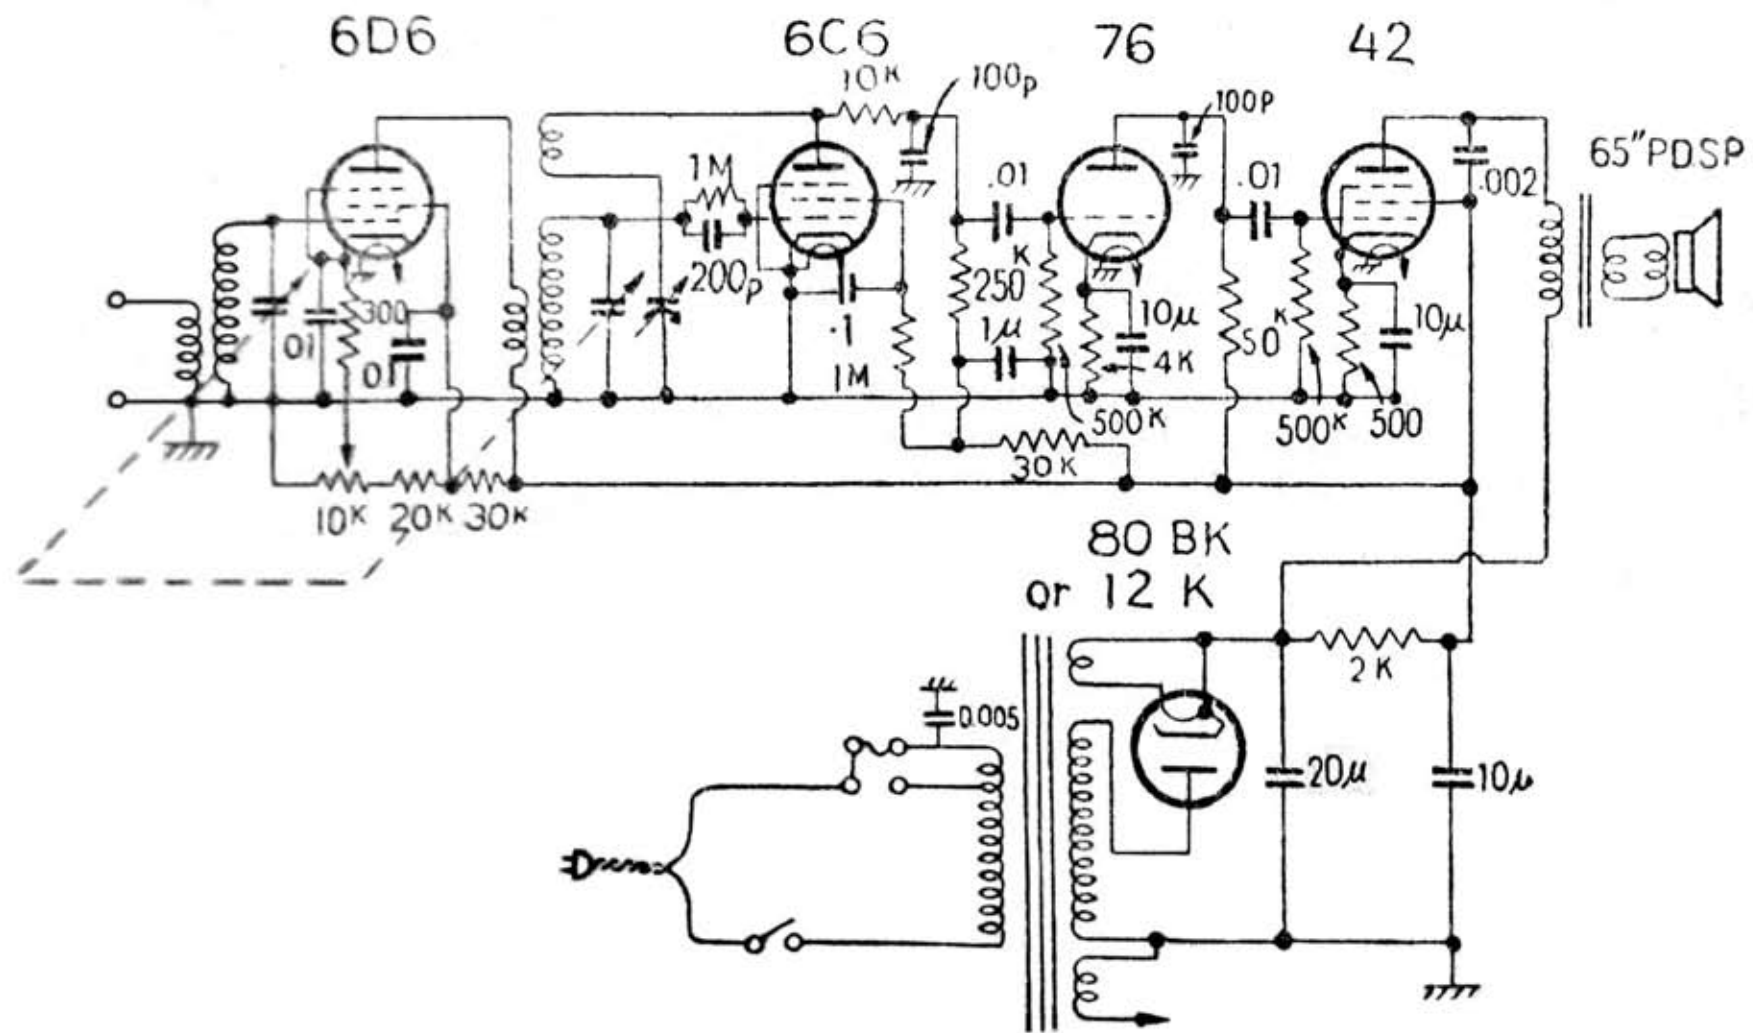 6D6
6C6
76
42
10K
100p
100P
65"PDSP
1M
.01
.01
.002
200p
K
250
10μ
K
50
10μ
300
.01
.01
.1
1μ
4K
1M
500K
500K
500
30K
10K
20K
30K
80 BK
or 12 K
2K
0.005
20μ
10μ